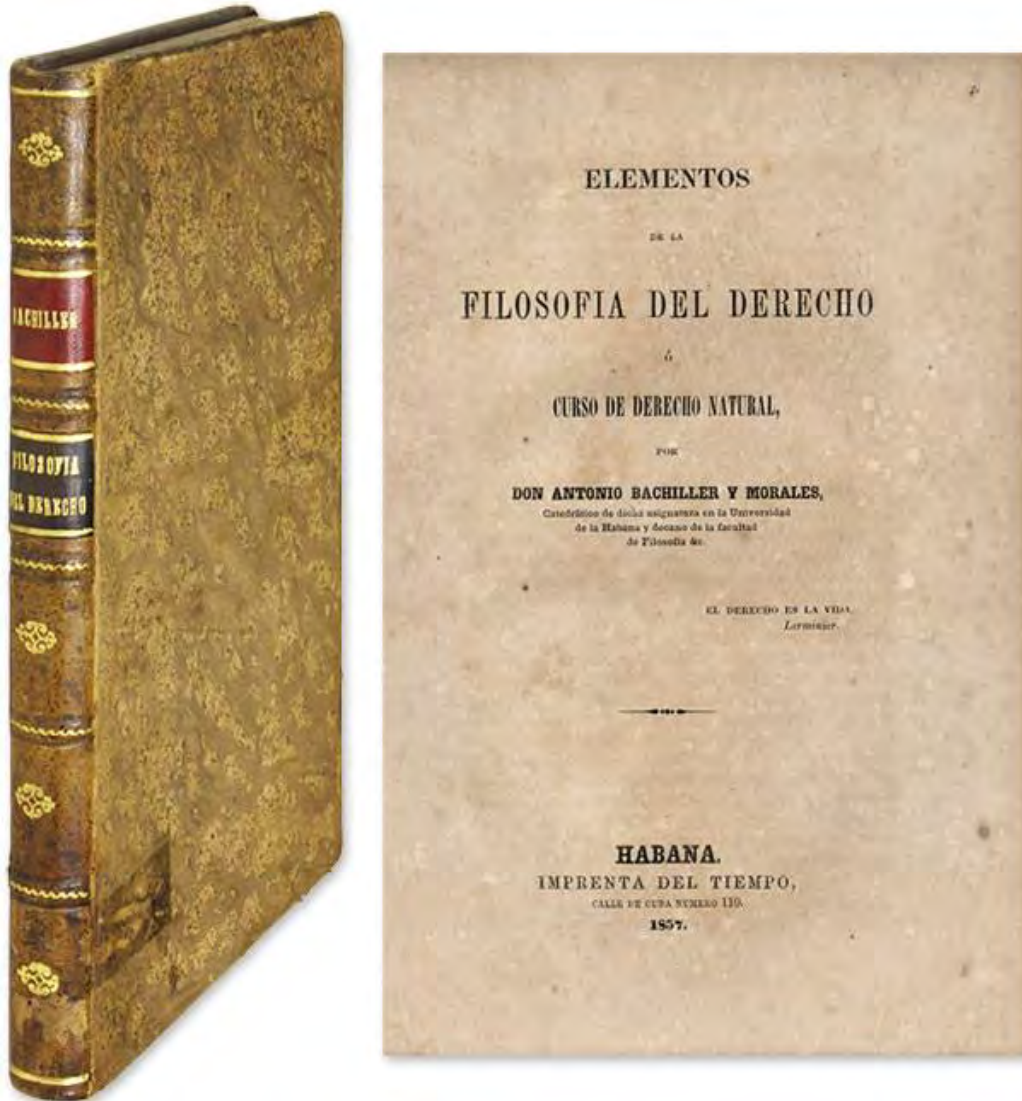 BACHILLER
FILOSOFIA
DEL DERECHO
ELEMENTOS
DE LA
FILOSOFIA DEL DERECHO
ó
CURSO DE DERECHO NATURAL,
POR
DON ANTONIO BACHILLER Y MORALES,
Catedrático de dicha asignatura en la Universidad
de la Habana y decano de la facultad
de Filosofía &c.
EL DERECHO ES LA VIDA.
Lerminier.
HABANA.
IMPRENTA DEL TIEMPO,
CALLE DE CUBA NUMERO 110.
1857.